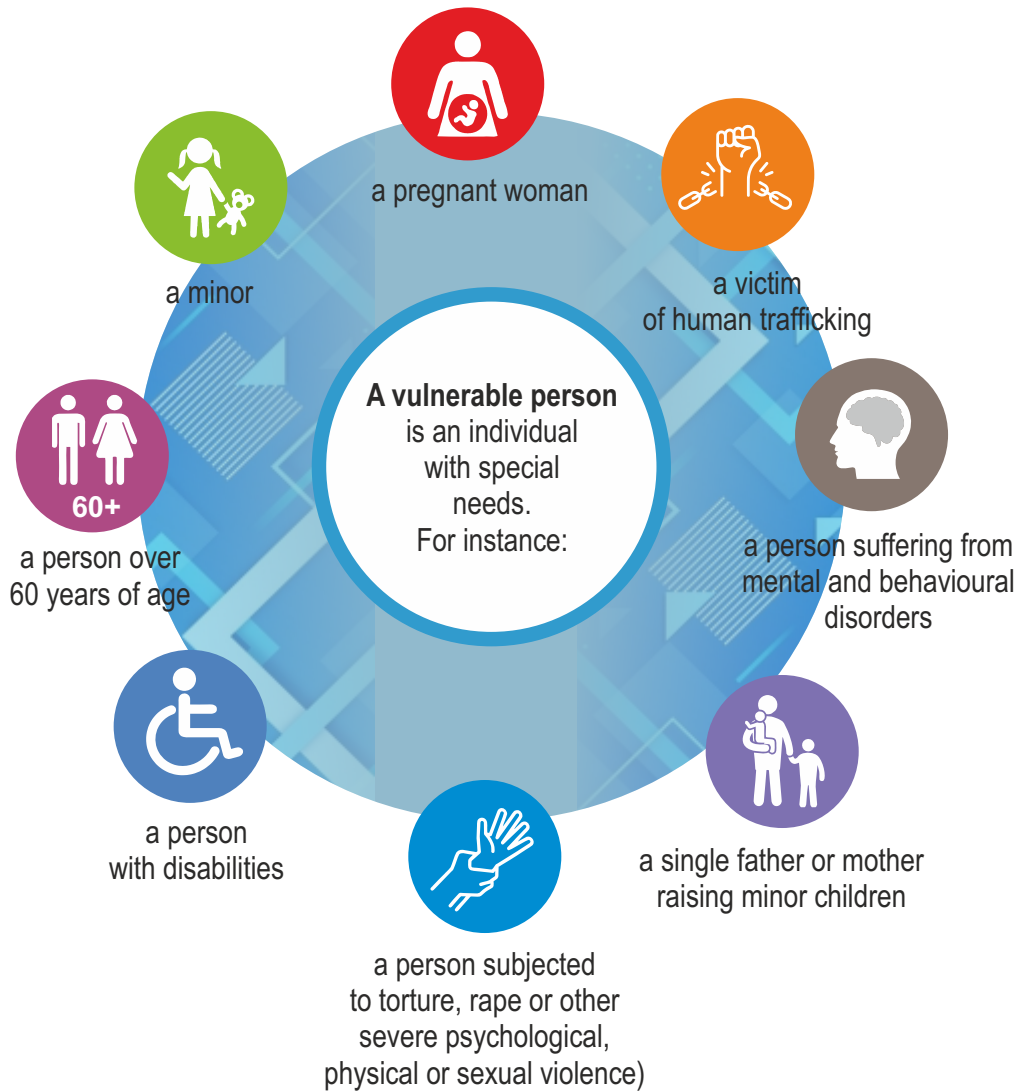 a pregnant woman
a victim
of human trafficking
a minor
A vulnerable person
is an individual
with special
needs.
For instance:
60+
a person over
60 years of age
a person suffering from
mental and behavioural
disorders
a person
with disabilities
a single father or mother
raising minor children
a person subjected
to torture, rape or other
severe psychological,
physical or sexual violence)